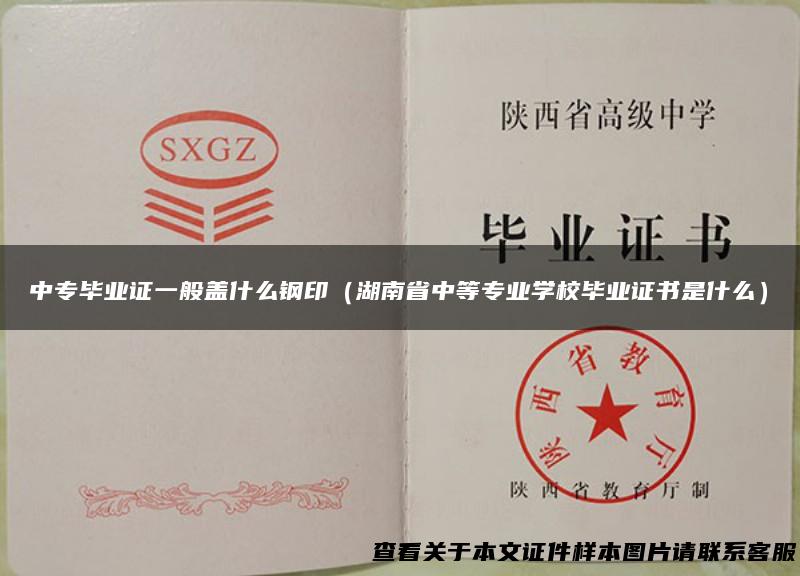 SXGZ
陕西省高级中学
毕业证书
中专毕业证一般盖什么钢印（湖南省中等专业学校毕业证书是什么）
陕西省教育厅
陕西省教育厅制
查看关于本文证件样本图片请联系客服